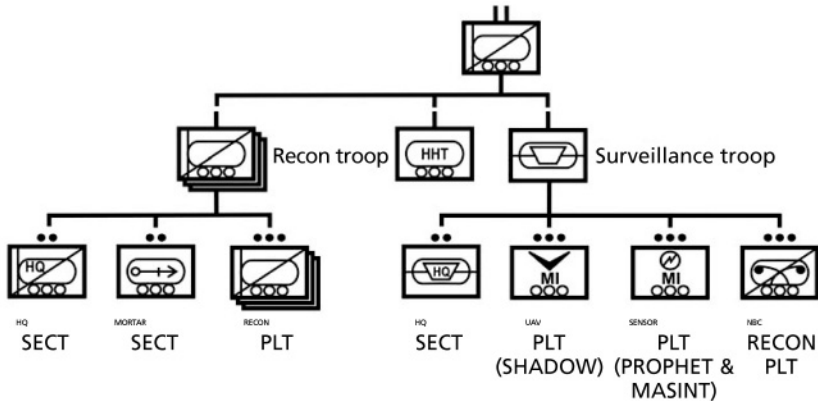 Recon troop
HHT
Surveillance troop
HQ
HQ
MI
MI
HQ
MORTAR
RECON
HQ
UAV
SENSOR
NBC
SECT
SECT
PLT
SECT
PLT
(SHADOW)
PLT
(PROPHET &
MASINT)
RECON
PLT